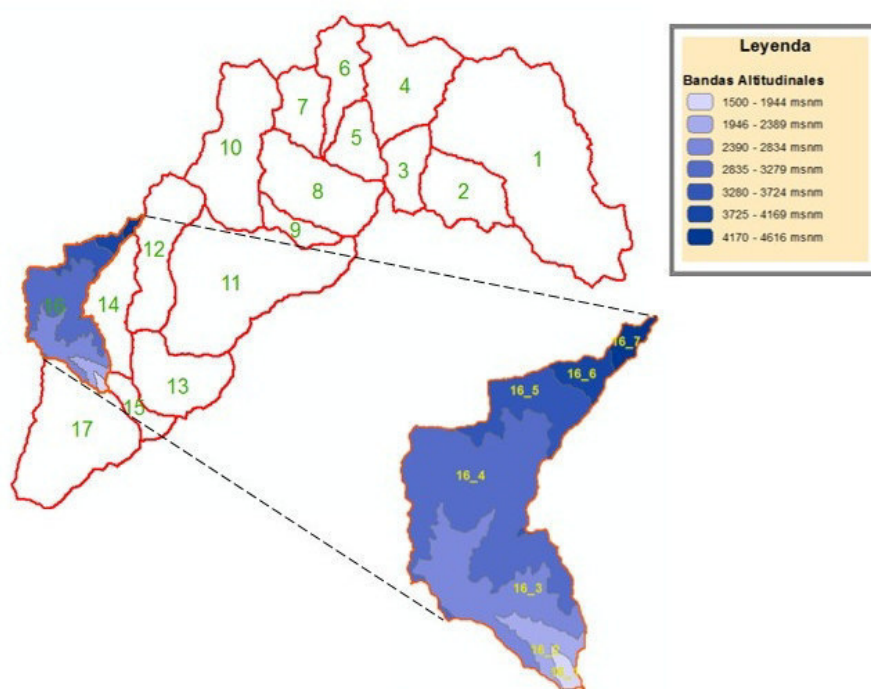 Leyenda
Bandas Altitudinales
1500 - 1944 msnm
1946 - 2389 msnm
2390 - 2834 msnm
2835 - 3279 msnm
3280 - 3724 msnm
3725 - 4169 msnm
4170 - 4616 msnm
6
4
7
10
5
1
3
2
8
9
12
11
14
16
13
15
17
16_7
16_6
16_5
16_4
16_3
16_2
16_1